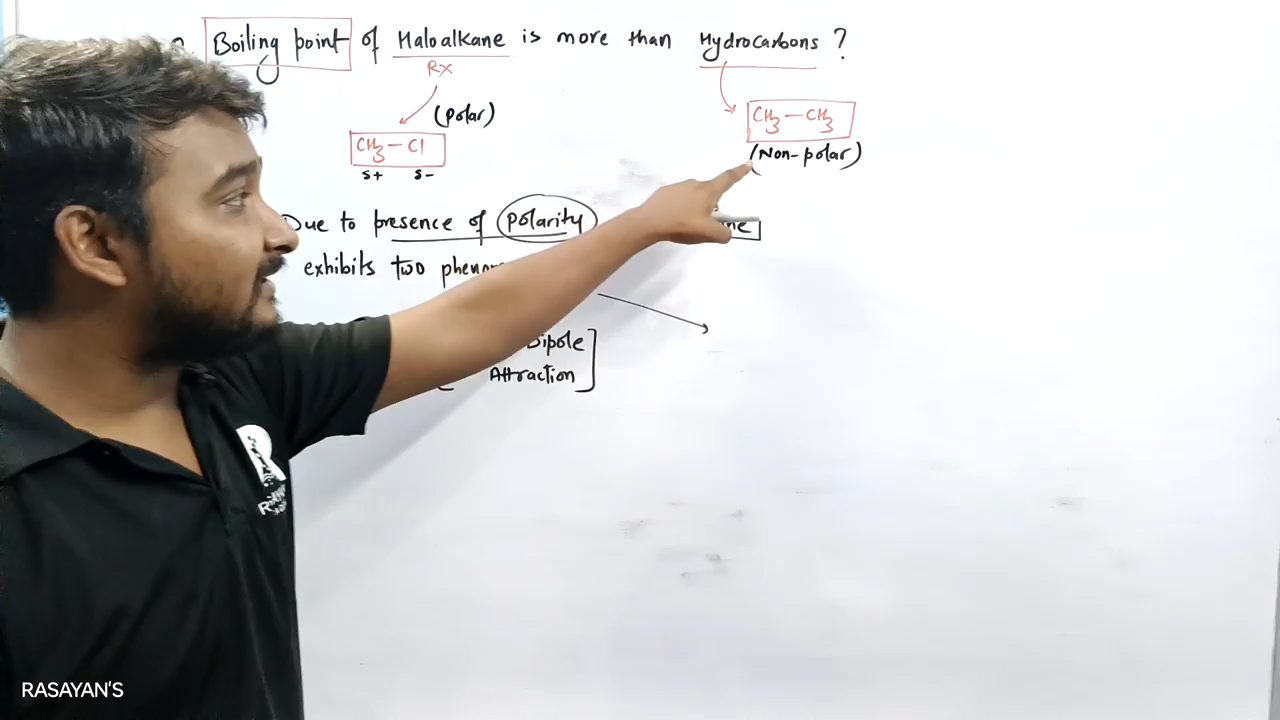 Boiling point of Haloalkane is more than Hydrocarbons ?
RX
CH3 - CH3
(Polar)
CH3 - Cl
(Non-polar)
δ+ δ-
Due to presence of polarity
exhibits two
Dipole
Attraction
RASAYAN'S